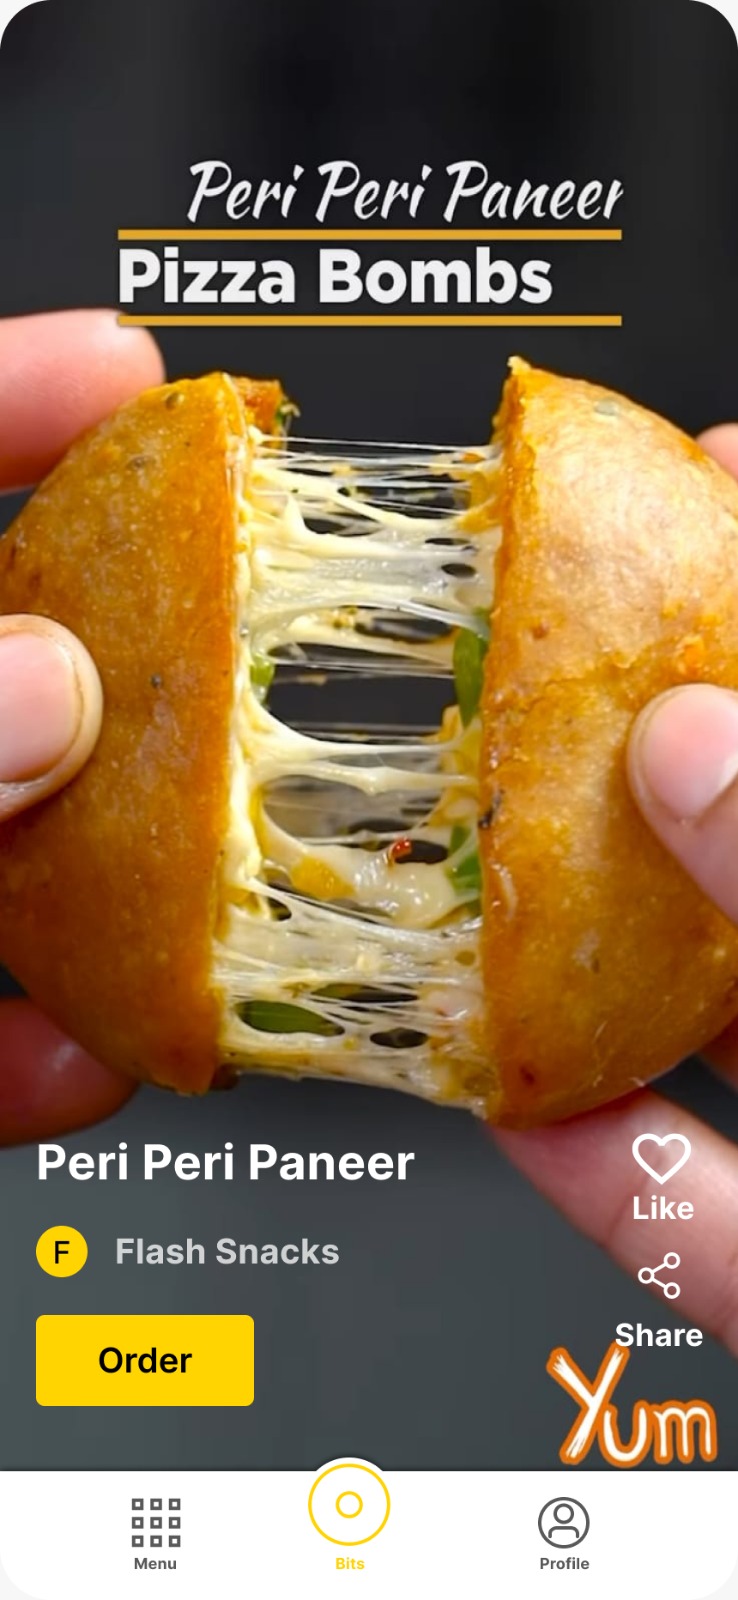 Peri Peri Paneer
Pizza Bombs
Peri Peri Paneer
F Flash Snacks
Order
Like
Share
Yum
Menu
Bits
Profile